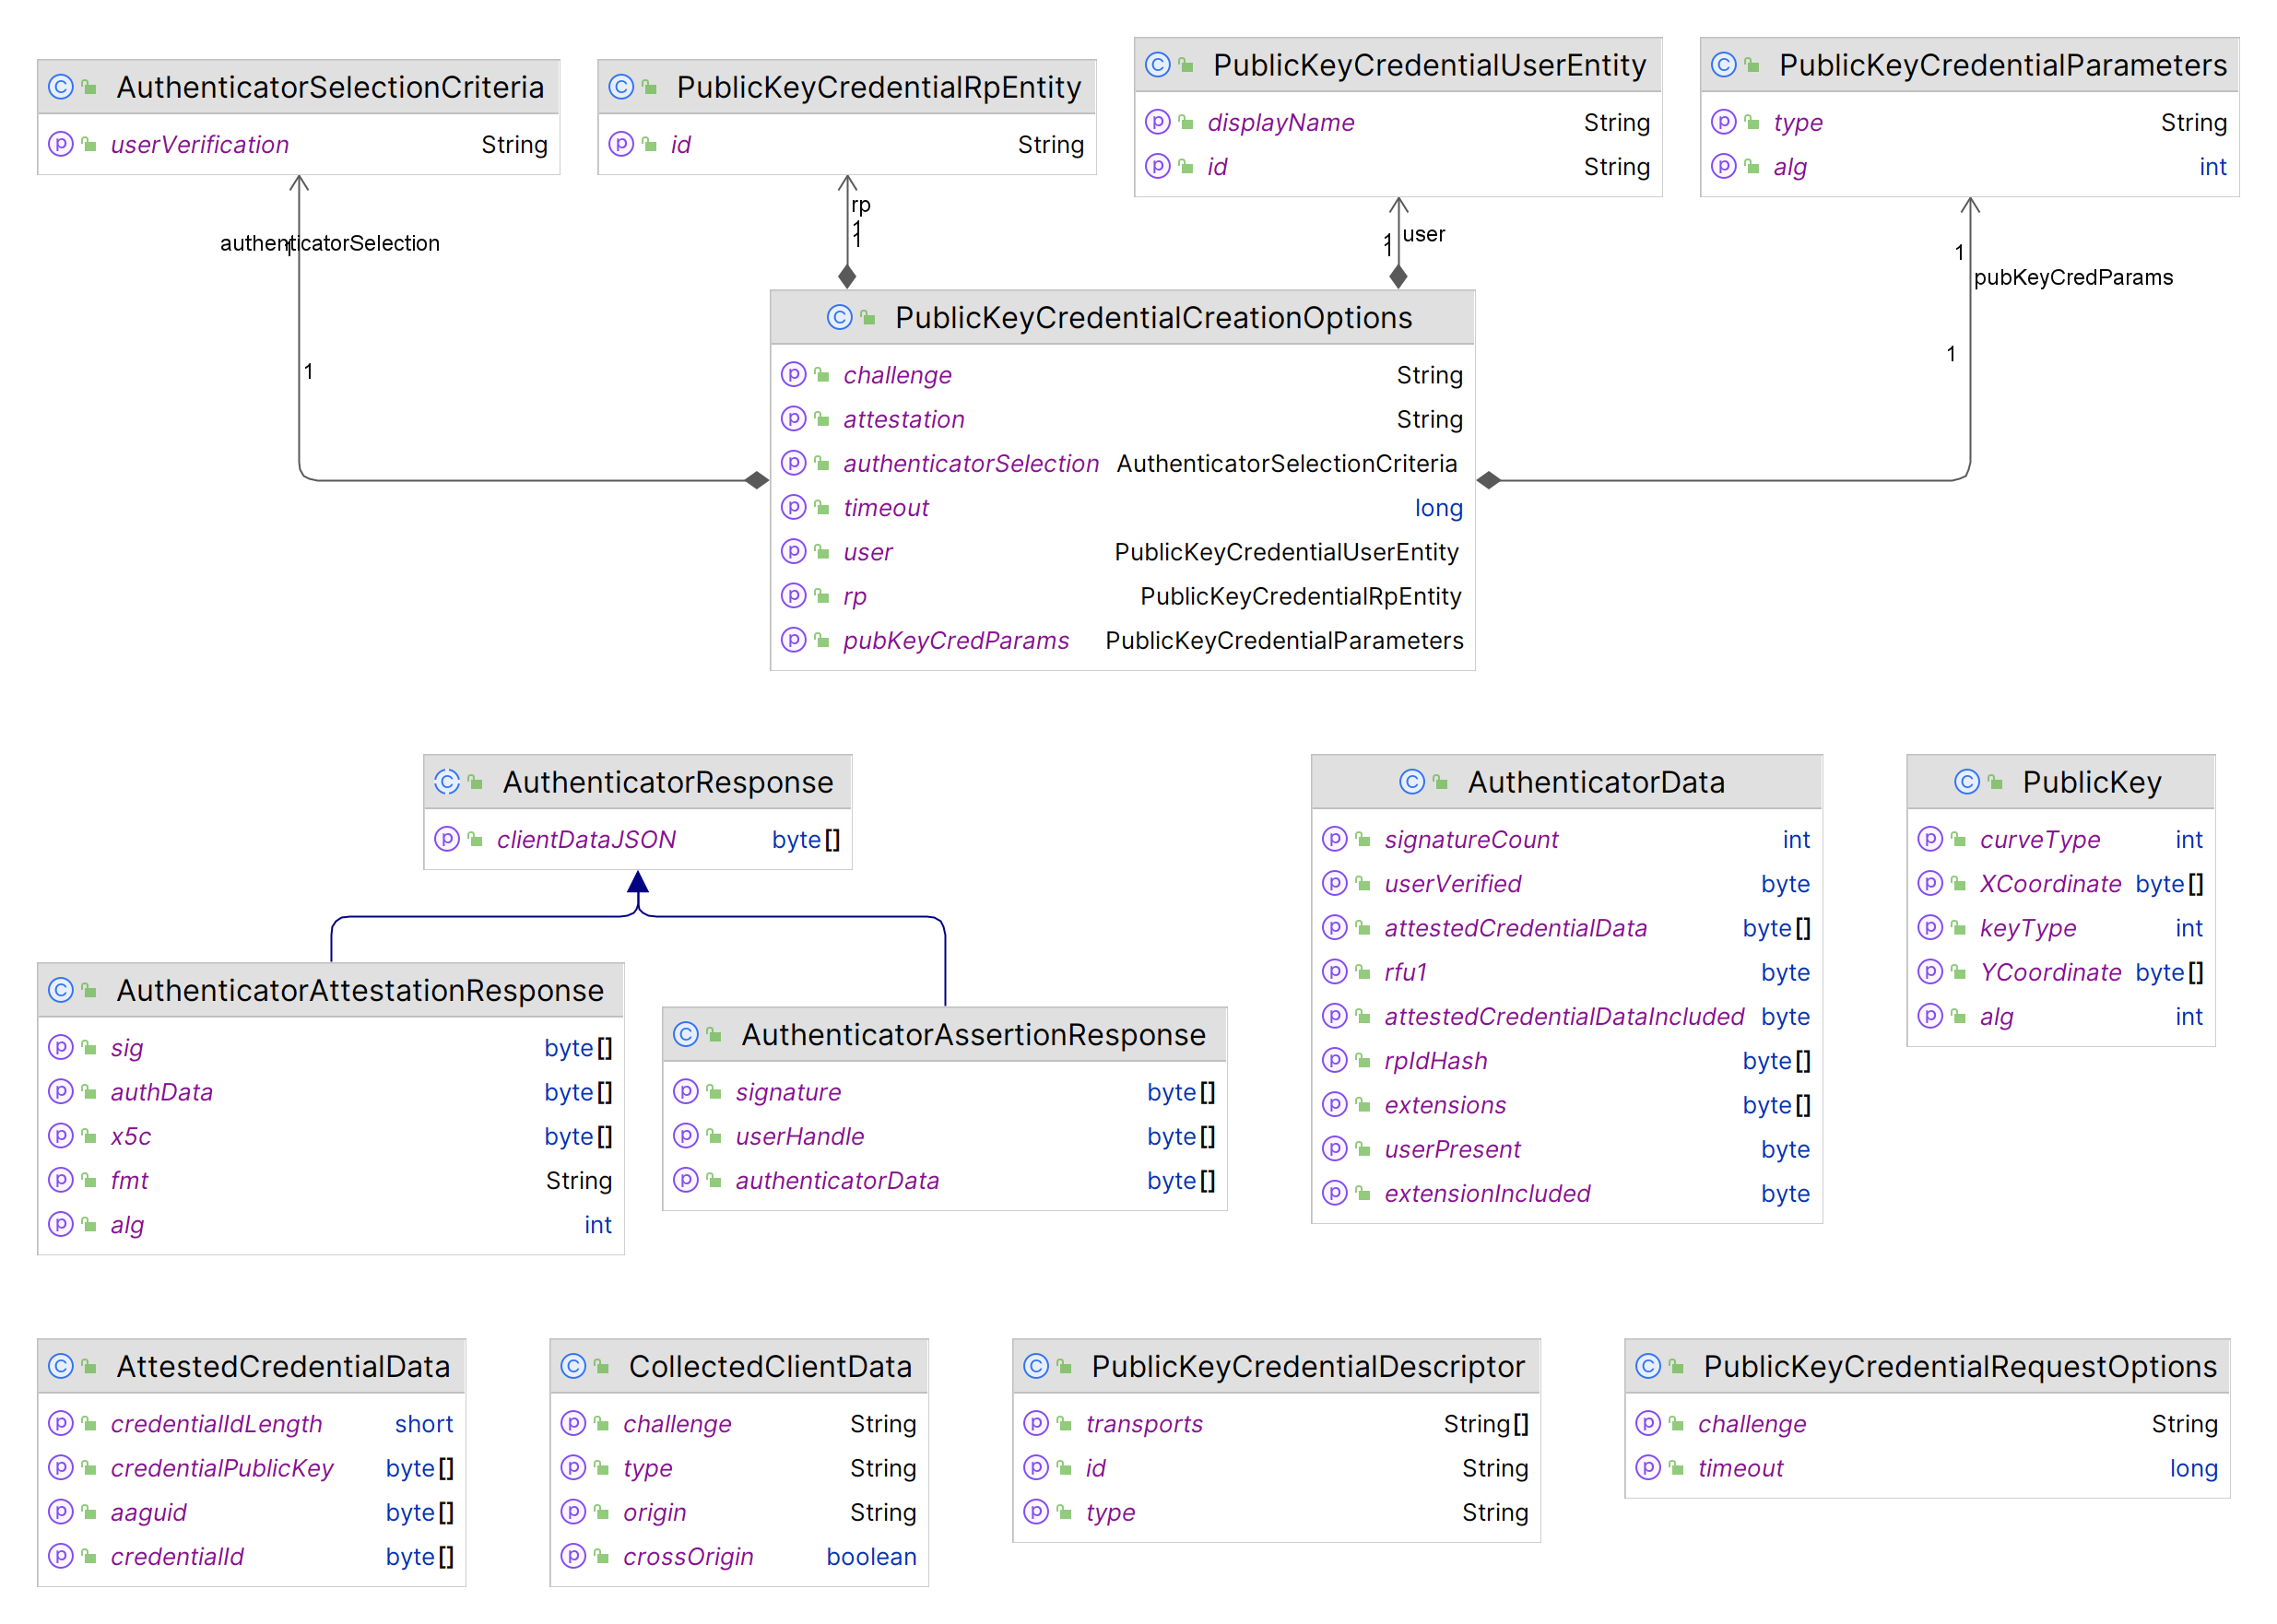 AuthenticatorSelectionCriteria
userVerification String
PublicKeyCredentialRpEntity
id String
PublicKeyCredentialUserEntity
displayName String
id String
PublicKeyCredentialParameters
type String
alg int
authenticatorSelection
1
1
rp
1
1
user
1
1
pubKeyCredParams
1
1
PublicKeyCredentialCreationOptions
challenge String
attestation String
authenticatorSelection AuthenticatorSelectionCriteria
timeout long
user PublicKeyCredentialUserEntity
rp PublicKeyCredentialRpEntity
pubKeyCredParams PublicKeyCredentialParameters
AuthenticatorResponse
clientDataJSON byte[]
AuthenticatorAttestationResponse
sig byte[]
authData byte[]
x5c byte[]
fmt String
alg int
AuthenticatorAssertionResponse
signature byte[]
userHandle byte[]
authenticatorData byte[]
AuthenticatorData
signatureCount int
userVerified byte
attestedCredentialData byte[]
rfu1 byte
attestedCredentialDataIncluded byte
rpIdHash byte[]
extensions byte[]
userPresent byte
extensionIncluded byte
PublicKey
curveType int
XCoordinate byte[]
keyType int
YCoordinate byte[]
alg int
AttestedCredentialData
credentialIdLength short
credentialPublicKey byte[]
aaguid byte[]
credentialId byte[]
CollectedClientData
challenge String
type String
origin String
crossOrigin boolean
PublicKeyCredentialDescriptor
transports String[]
id String
type String
PublicKeyCredentialRequestOptions
challenge String
timeout long